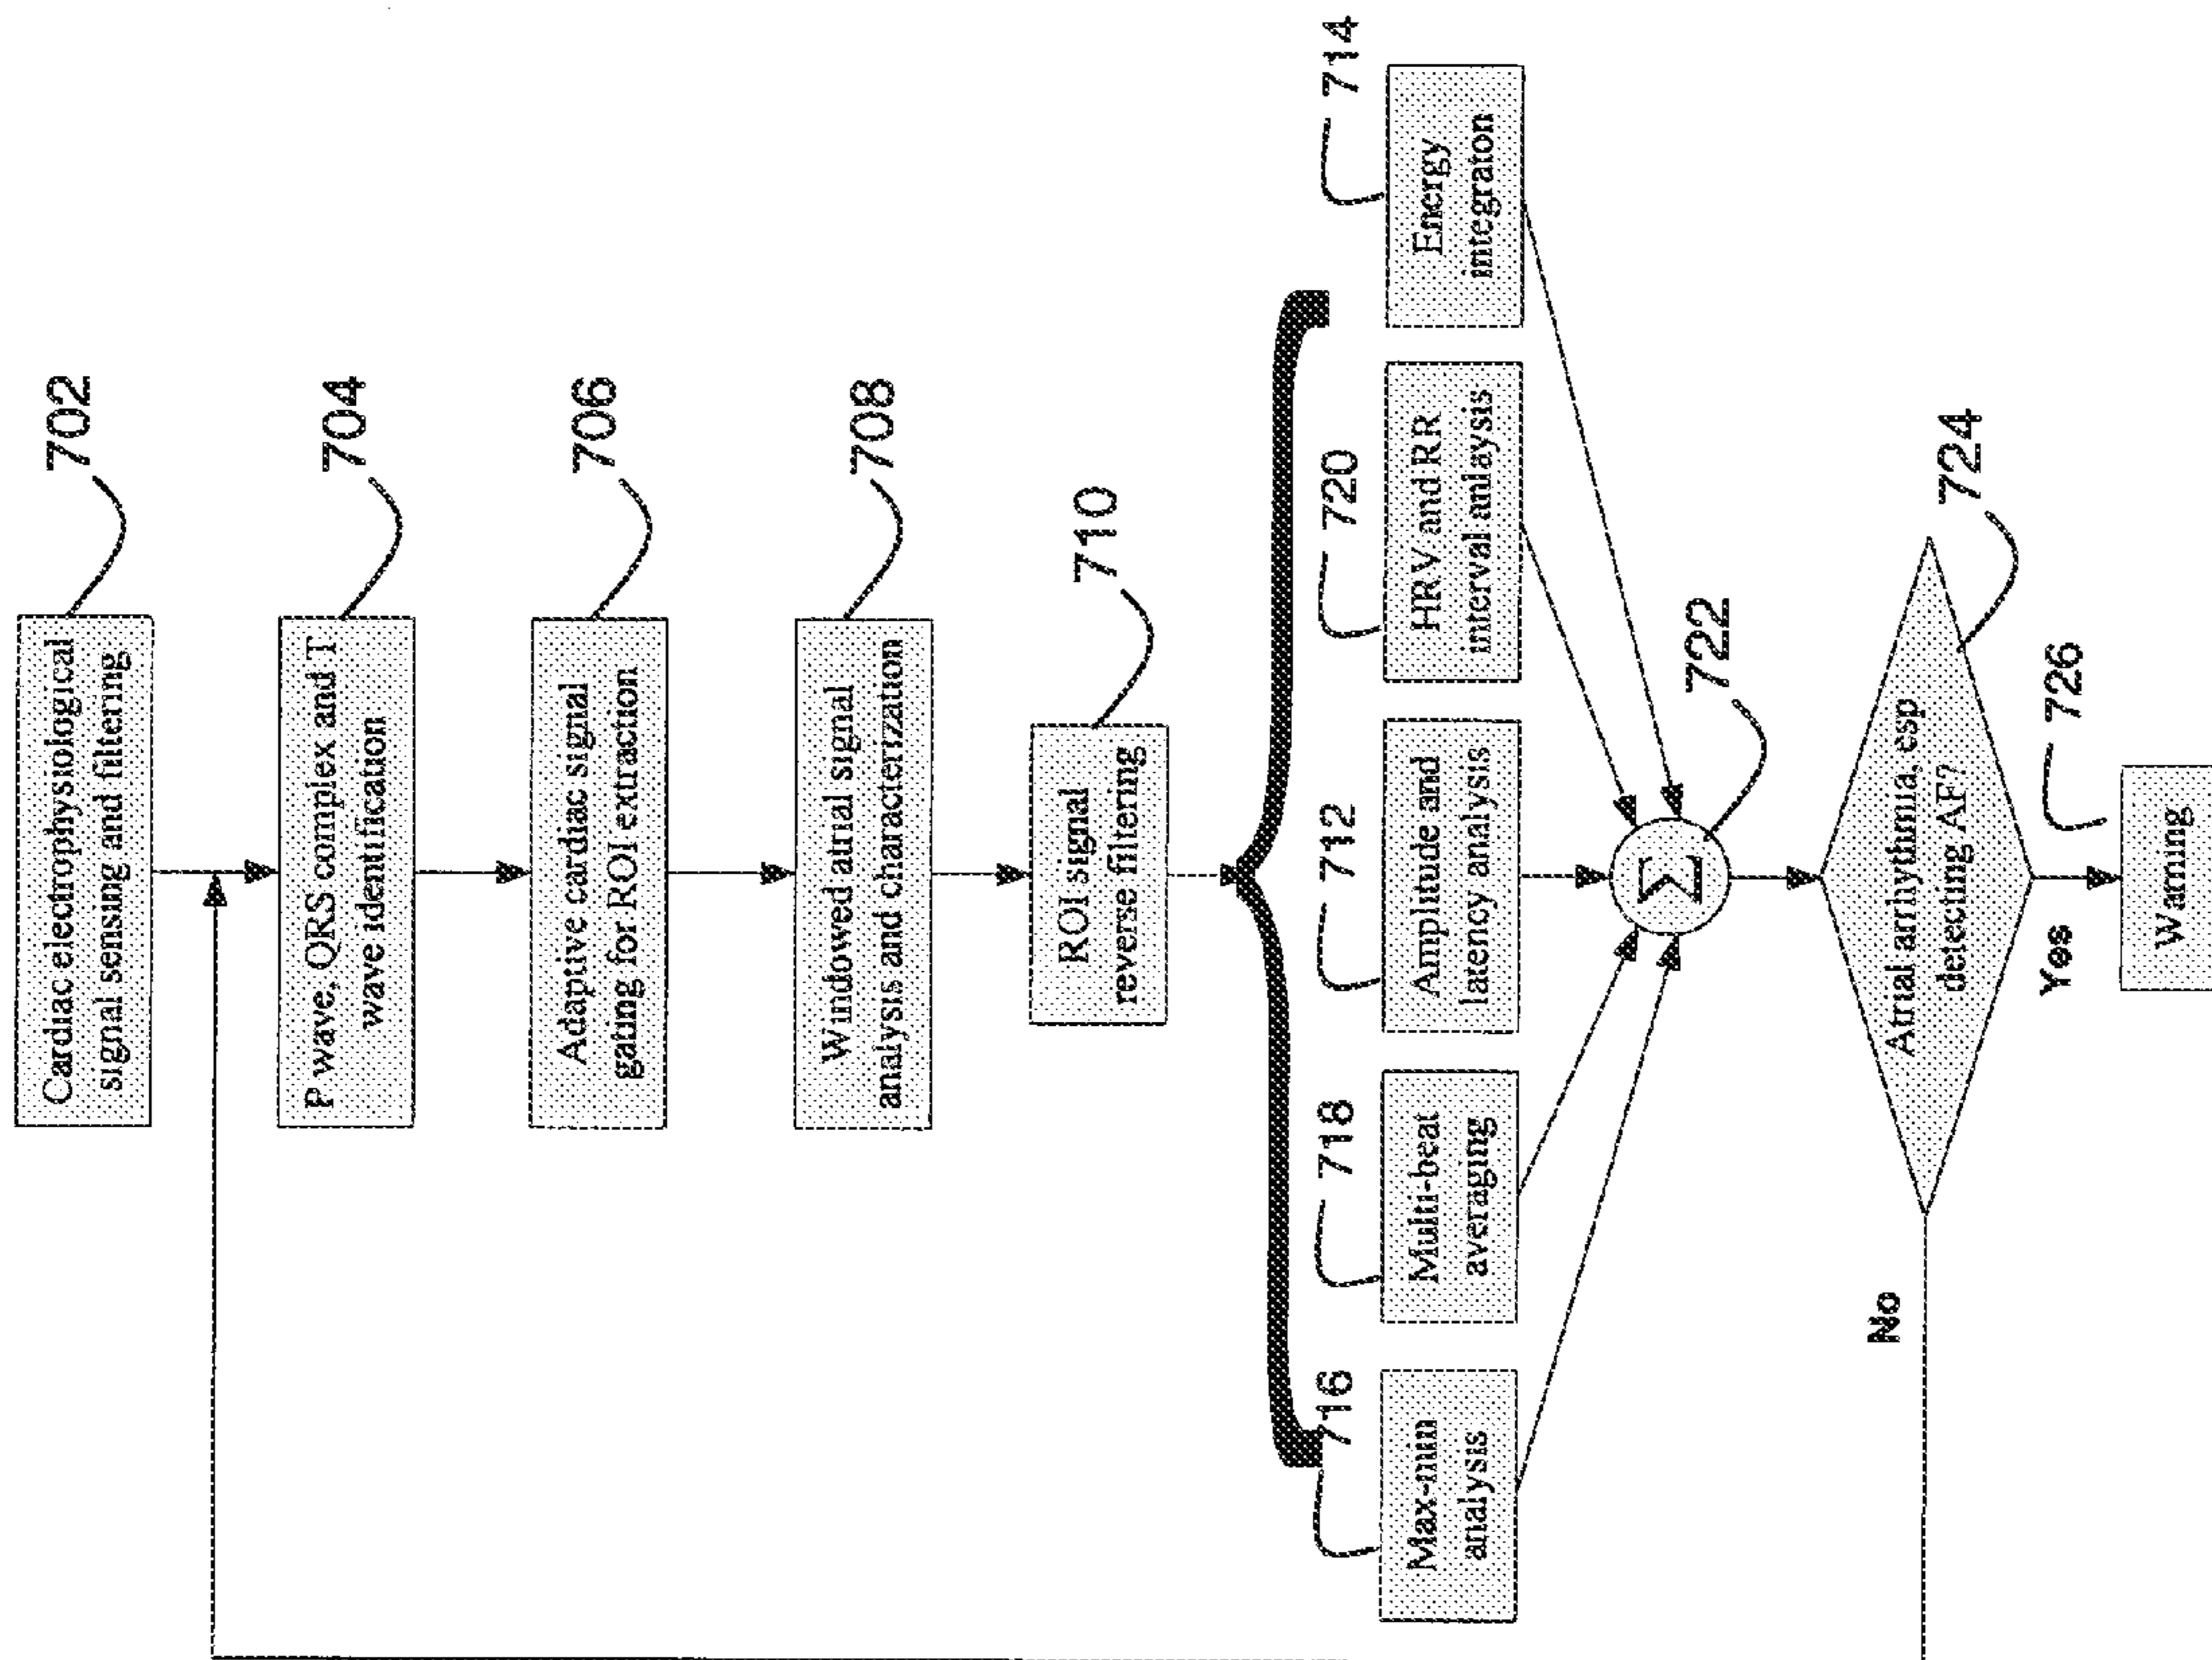 Cardiac electrophysiological
signal sensing and filtering
702
P wave, QRS complex and T
wave identification
704
Adaptive cardiac signal
gating for ROI extraction
706
Windowed atrial signal
analysis and characterization
708
ROI signal
reverse filtering
710
716
Max-min
analysis
718
Multi-beat
averaging
712
Amplitude and
latency analysis
720
HRV and RR
interval anlaysis
714
Energy
integraton
Σ
722
Atrial arrhythmia, esp
detecting AF?
724
No
Yes
726
Warning